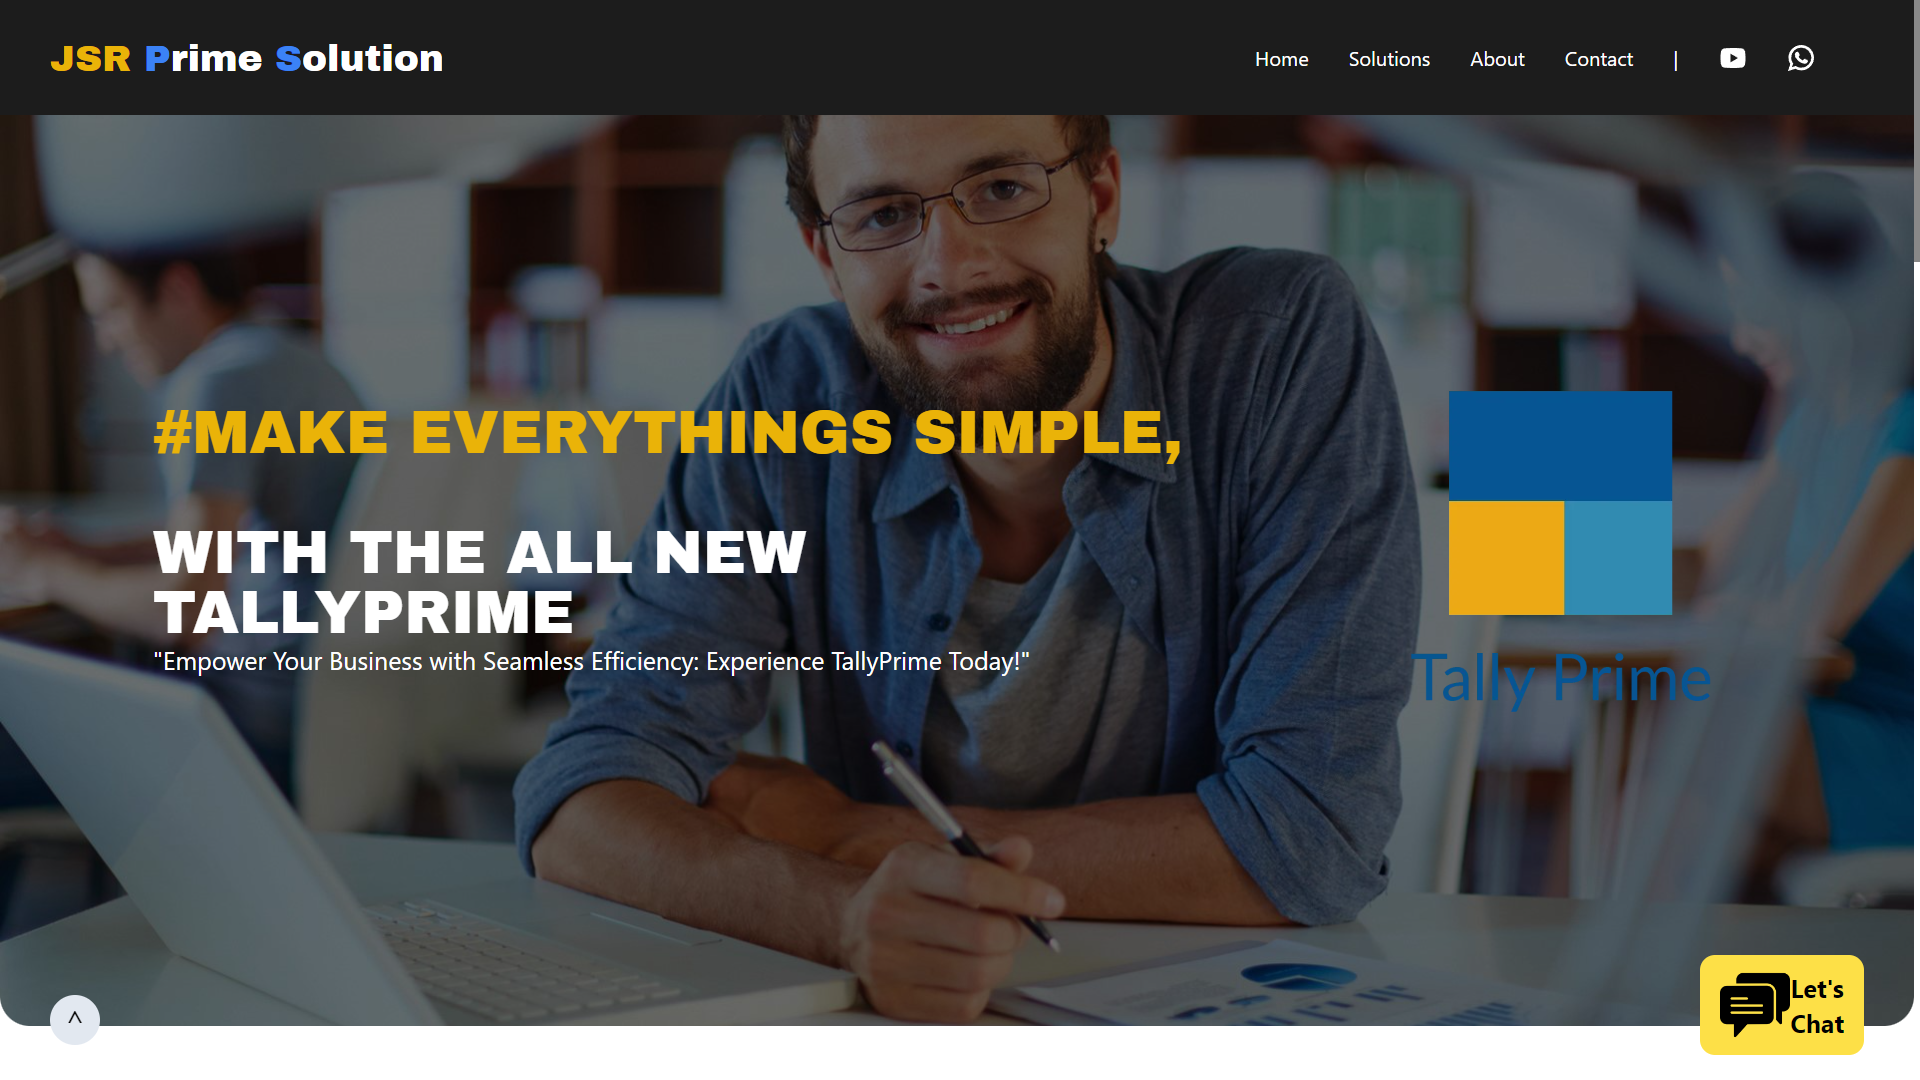 JSR Prime Solution
Home
Solutions
About
Contact
|
#MAKE EVERYTHINGS SIMPLE,
WITH THE ALL NEW
TALLYPRIME
"Empower Your Business with Seamless Efficiency: Experience TallyPrime Today!"
Tally Prime
^
Let's
Chat